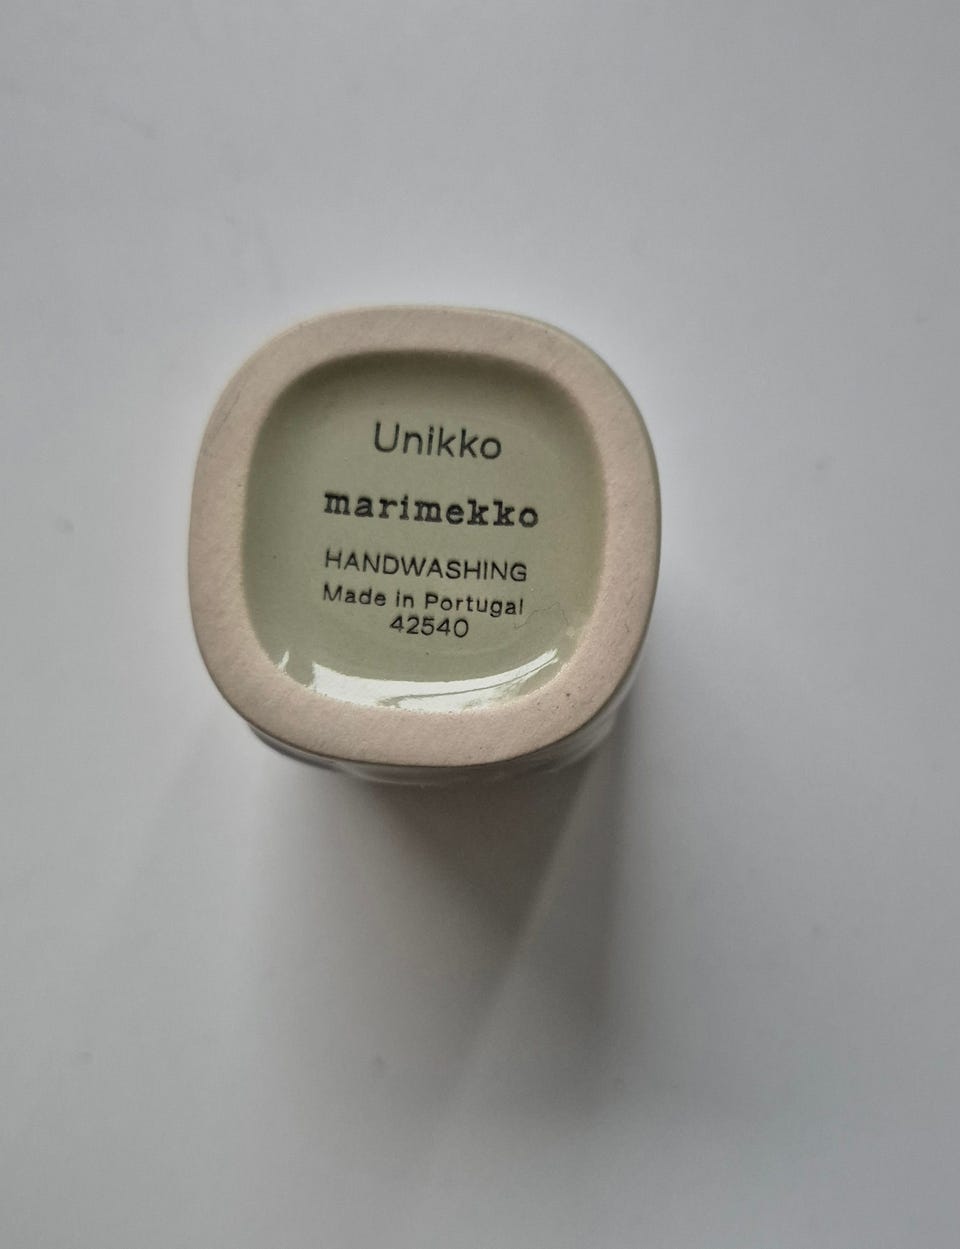 Unikko
marimekko
HANDWASHING
Made in Portugal
42540